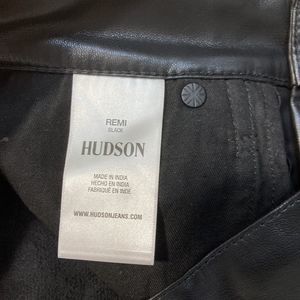 REMI
BLACK
HUDSON
MADE IN INDIA
HECHO EN INDIA
FABRIQUÉ EN INDE
WWW.HUDSONJEANS.COM